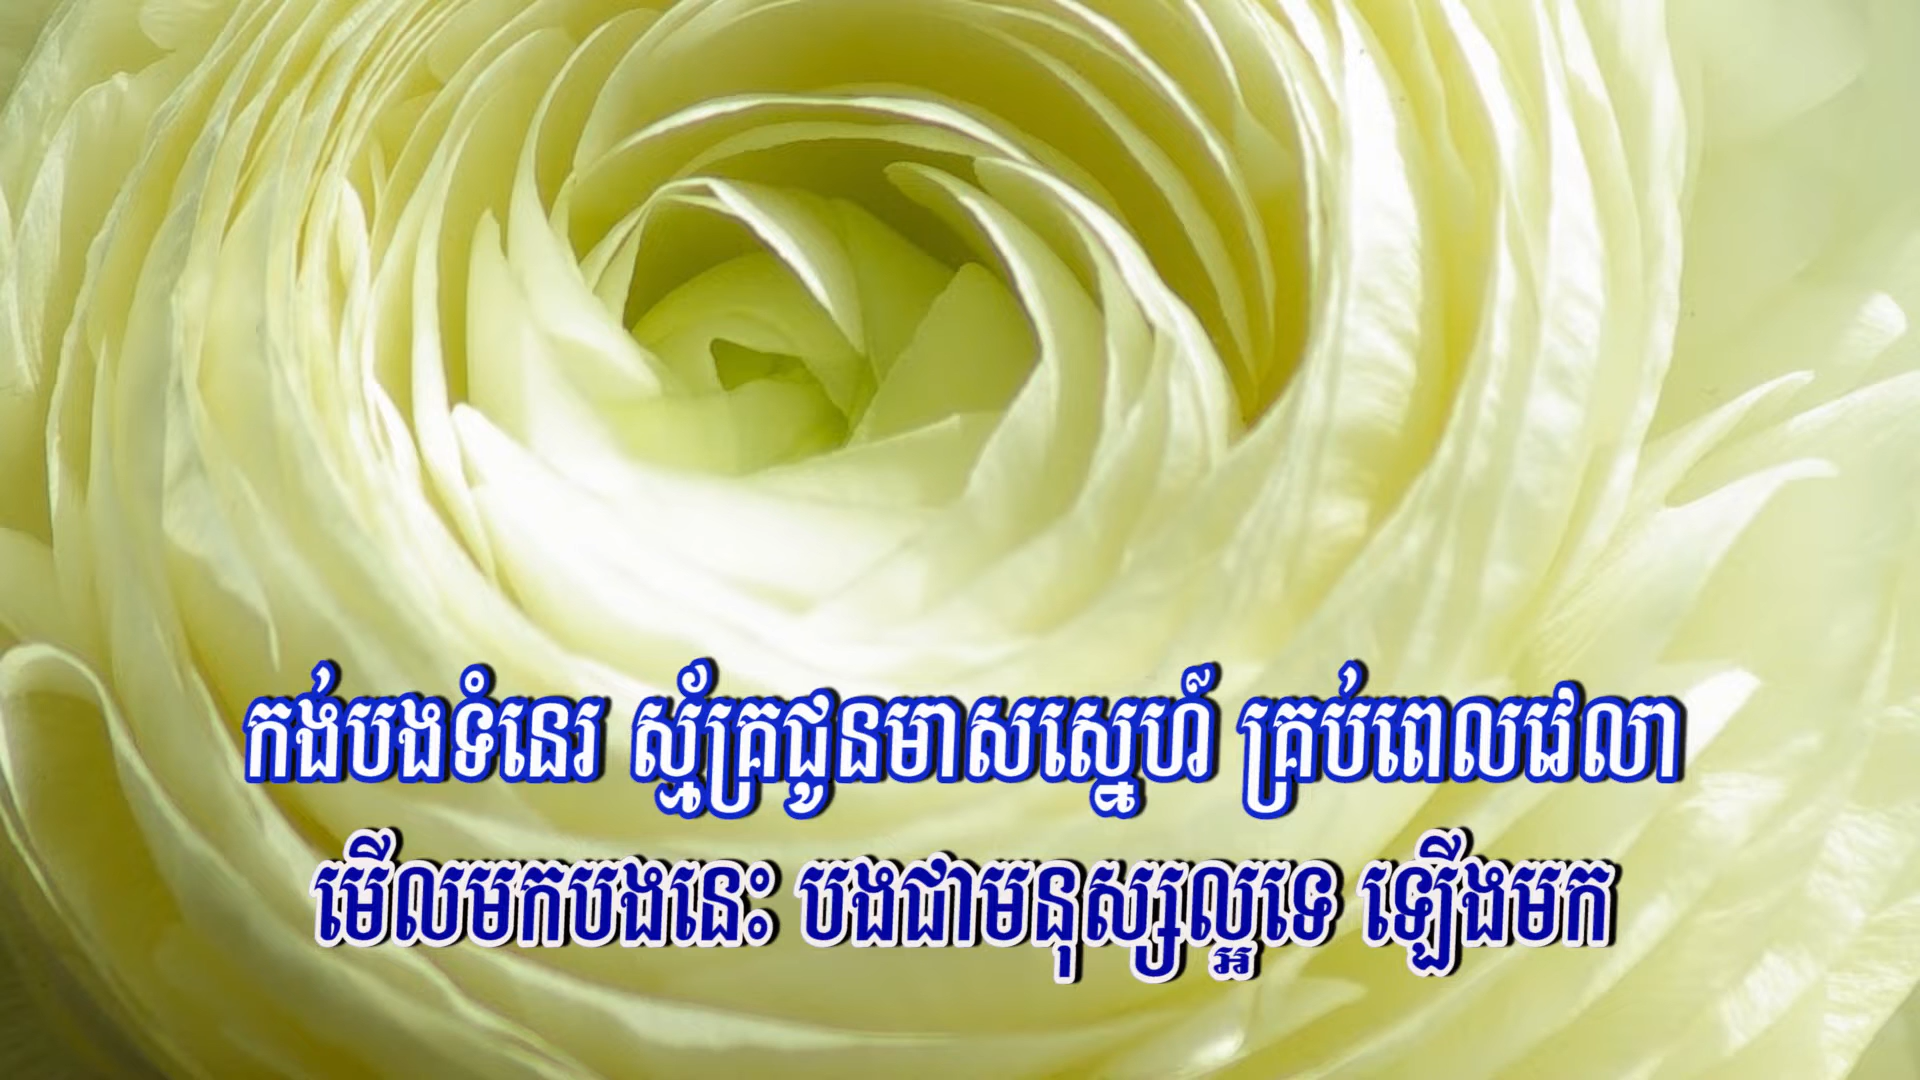 កង់បងទំនេរ ស្ម័គ្រជូនមាសស្នេហ៍ គ្រប់ពេលវេលា
មើលមកបងនេះ បងជាមនុស្សល្អទេ ឡើងមក